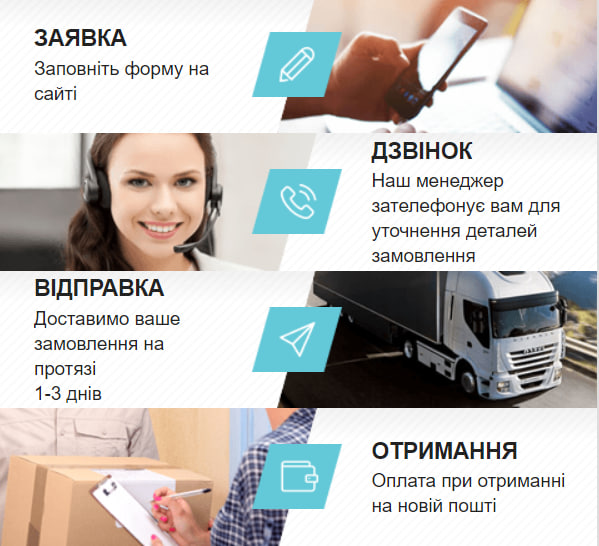 ЗАЯВКА
Заповніть форму на
сайті
ДЗВІНОК
Наш менеджер
зателефонує вам для
уточнення деталей
замовлення
ВІДПРАВКА
Доставимо ваше
замовлення на
протязі
1-3 днів
ОТРИМАННЯ
Оплата при отриманні
на новій пошті